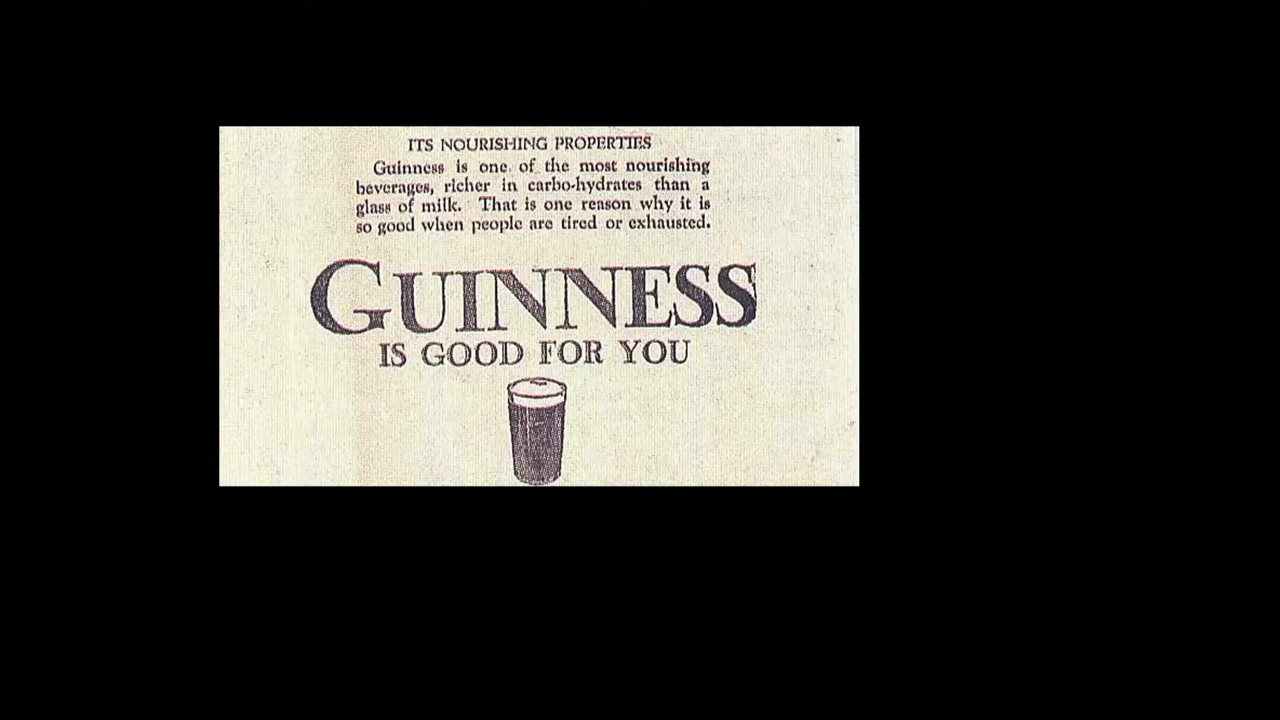 ITS NOURISHING PROPERTIES
Guinness is one of the most nourishing
beverages, richer in carbo-hydrates than a
glass of milk. That is one reason why it is
so good when people are tired or exhausted.
GUINNESS
IS GOOD FOR YOU